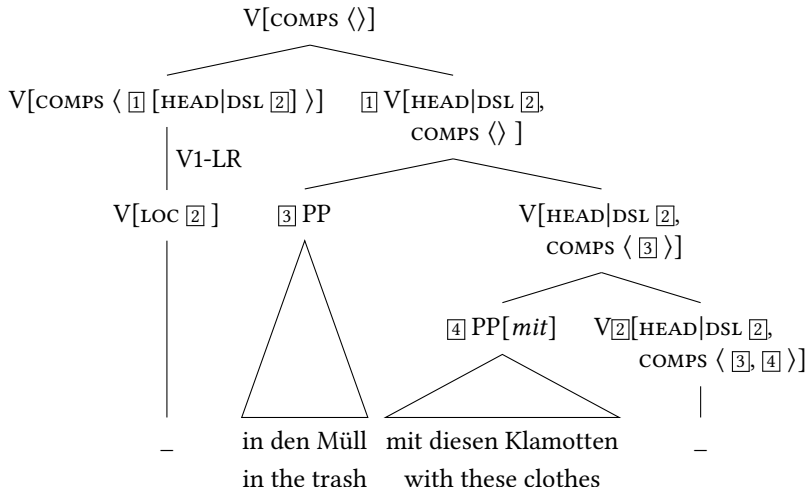 V[COMPS ⟨⟩]
V[COMPS ⟨ 1 [HEAD|DSL 2] ⟩] 1 V[HEAD|DSL 2,
COMPS ⟨⟩ ]
V1-LR
V[LOC 2 ] 3 PP V[HEAD|DSL 2,
COMPS ⟨ 3 ⟩]
4 PP[mit] V2[HEAD|DSL 2,
COMPS ⟨ 3, 4 ⟩]
_ in den Müll mit diesen Klamotten _
in the trash with these clothes